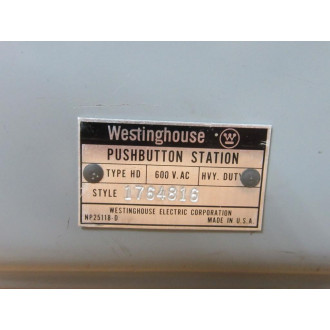 Westinghouse W
PUSHBUTTON STATION
TYPE HD 600 V. AC HVY. DUTY
STYLE 1764816
WESTINGHOUSE ELECTRIC CORPORATION
NP25118-D MADE IN U.S.A.